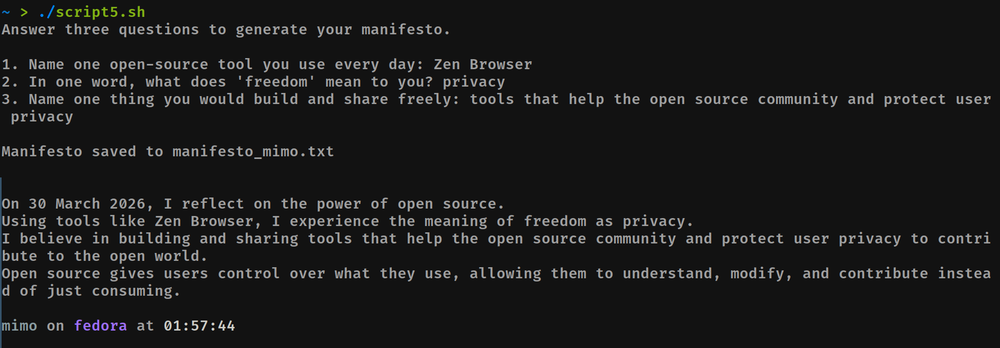 ~ > ./script5.sh
Answer three questions to generate your manifesto.
1. Name one open-source tool you use every day: Zen Browser
2. In one word, what does 'freedom' mean to you? privacy
3. Name one thing you would build and share freely: tools that help the open source community and protect user
privacy
Manifesto saved to manifesto_mimo.txt
On 30 March 2026, I reflect on the power of open source.
Using tools like Zen Browser, I experience the meaning of freedom as privacy.
I believe in building and sharing tools that help the open source community and protect user privacy to contri
bute to the open world.
Open source gives users control over what they use, allowing them to understand, modify, and contribute instea
d of just consuming.
mimo on fedora at 01:57:44